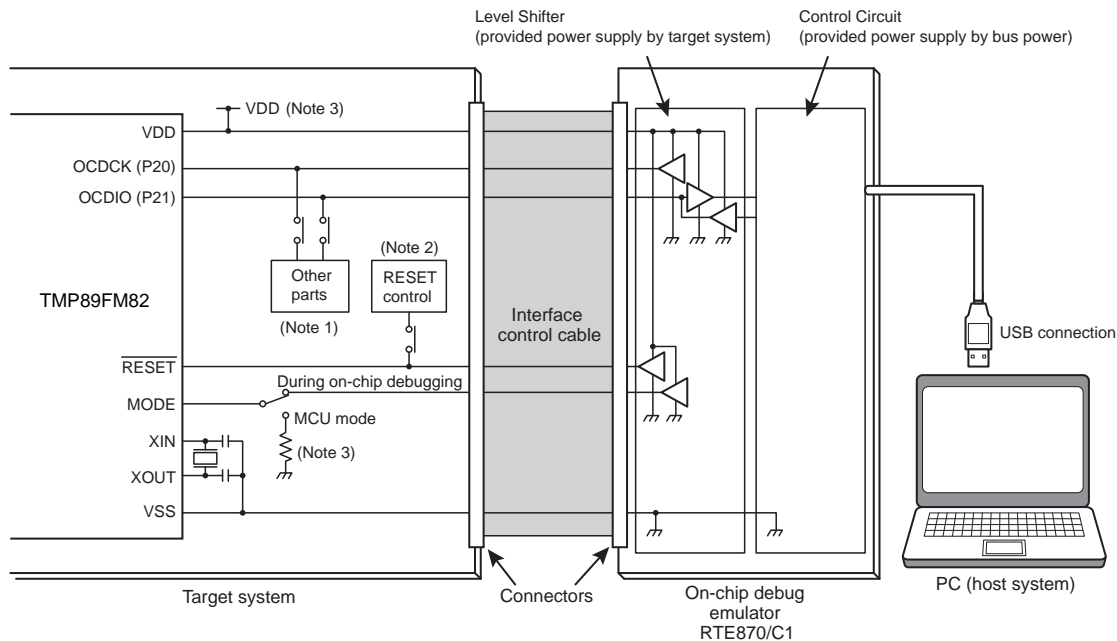 Level Shifter
(provided power supply by target system)
Control Circuit
(provided power supply by bus power)
VDD (Note 3)
VDD
OCDCK (P20)
OCDIO (P21)
(Note 2)
Other
parts
RESET
control
TMP89FM82
(Note 1)
Interface
control cable
USB connection
RESET
During on-chip debugging
MODE
MCU mode
XIN
(Note 3)
XOUT
VSS
Target system
Connectors
On-chip debug
emulator
RTE870/C1
PC (host system)